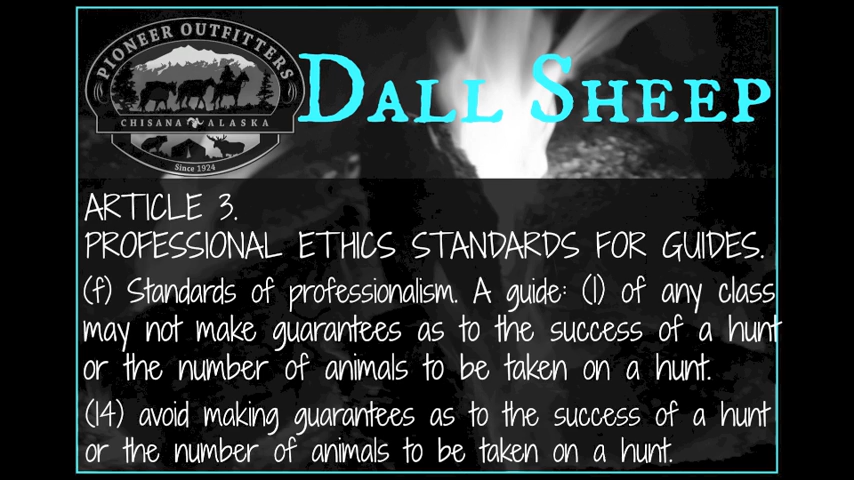 PIONEER OUTFITTERS
CHISANA ALASKA
Since 1924
DALL SHEEP
ARTICLE 3.
PROFESSIONAL ETHICS STANDARDS FOR GUIDES.
(f) Standards of professionalism. A guide: (1) of any class
may not make guarantees as to the success of a hunt
or the number of animals to be taken on a hunt.
(14) avoid making guarantees as to the success of a hunt
or the number of animals to be taken on a hunt.